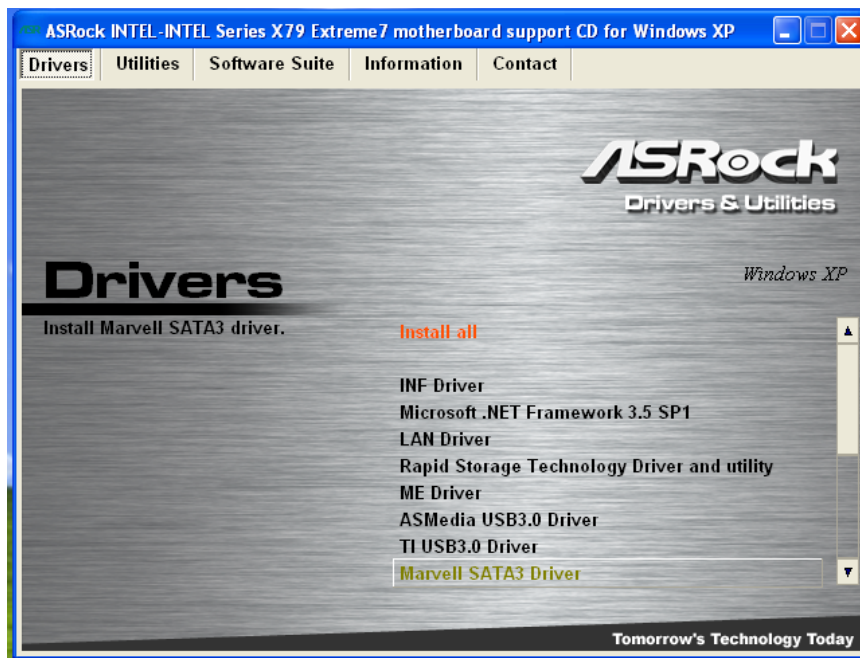 ASRock INTEL-INTEL Series X79 Extreme7 motherboard support CD for Windows XP
Drivers Utilities Software Suite Information Contact
ASRock
Drivers & Utilities
Drivers
Windows XP
Install Marvell SATA3 driver.
Install all
INF Driver
Microsoft .NET Framework 3.5 SP1
LAN Driver
Rapid Storage Technology Driver and utility
ME Driver
ASMedia USB3.0 Driver
TI USB3.0 Driver
Marvell SATA3 Driver
Tomorrow's Technology Today